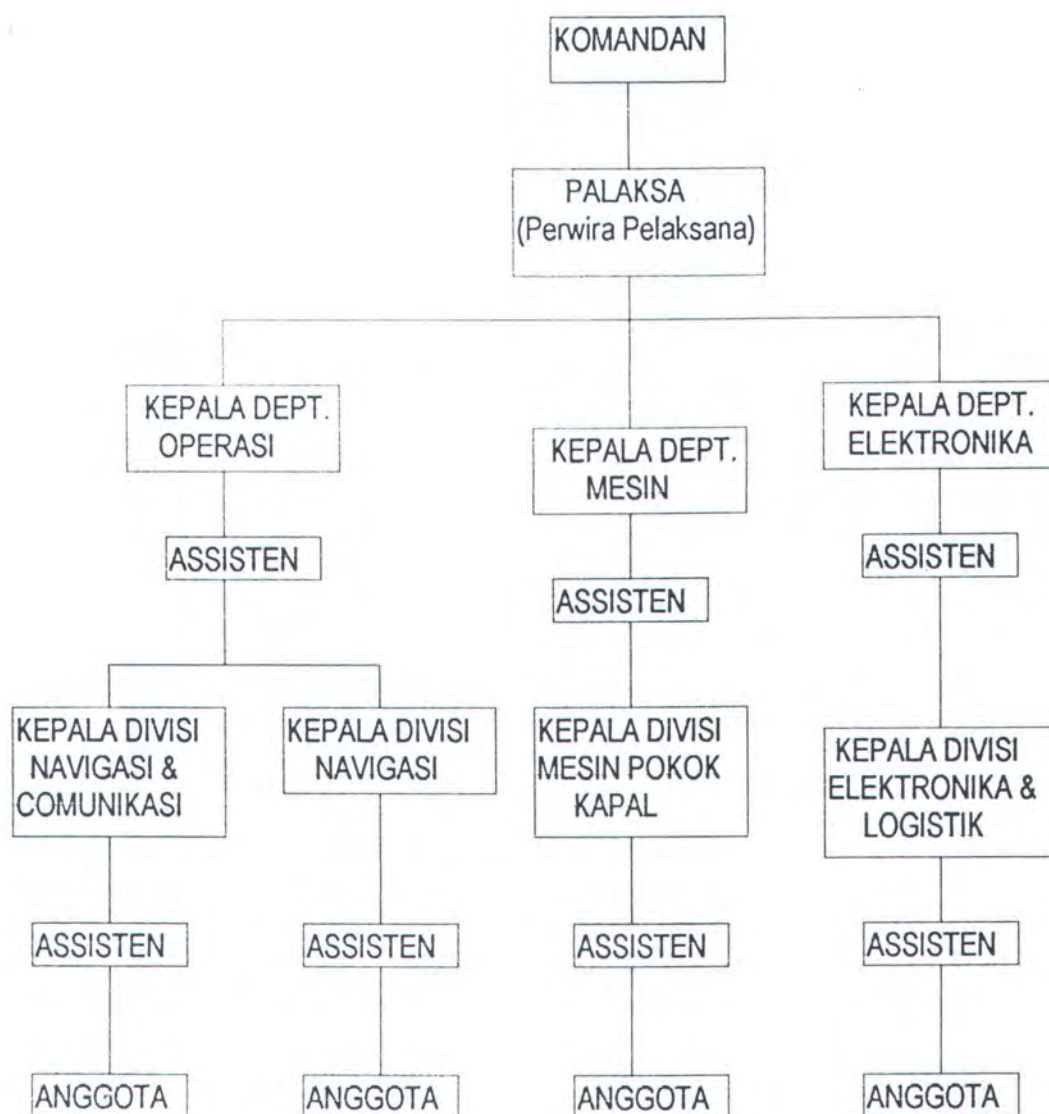 KOMANDAN
PALAKSA
(Perwira Pelaksana)
KEPALA DEPT.
OPERASI
KEPALA DEPT.
MESIN
KEPALA DEPT.
ELEKTRONIKA
ASSISTEN
ASSISTEN
ASSISTEN
KEPALA DIVISI
NAVIGASI &
COMUNIKASI
KEPALA DIVISI
NAVIGASI
KEPALA DIVISI
MESIN POKOK
KAPAL
KEPALA DIVISI
ELEKTRONIKA &
LOGISTIK
ASSISTEN
ASSISTEN
ASSISTEN
ASSISTEN
ANGGOTA
ANGGOTA
ANGGOTA
ANGGOTA